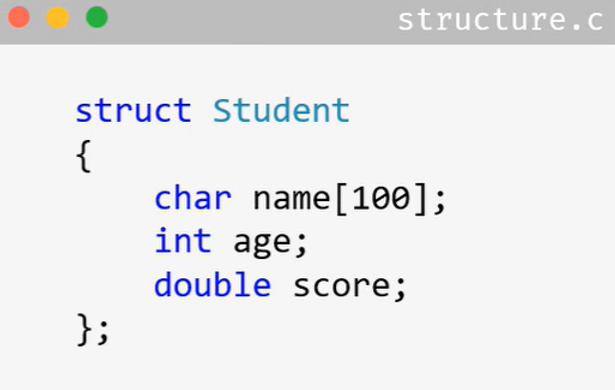 structure.c
struct Student
{
    char name[100];
    int age;
    double score;
};